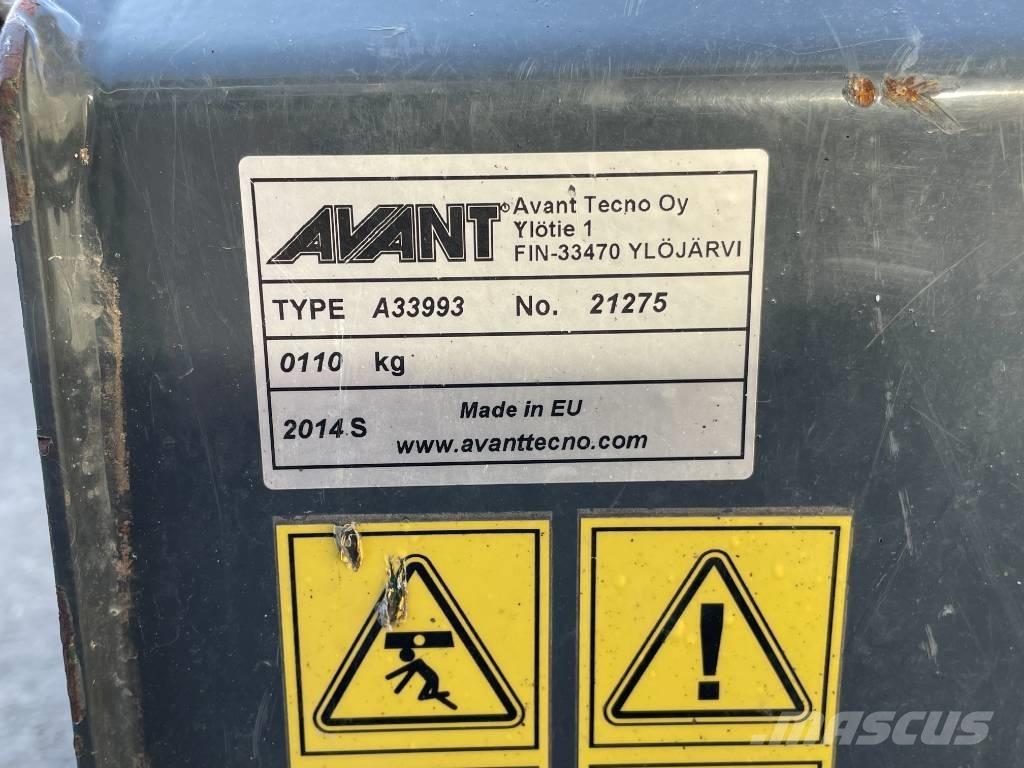 AVANT®
Avant Tecno Oy
Ylötie 1
FIN-33470 YLÖJÄRVI
TYPE A33993 No. 21275
0110 kg
2014 S
Made in EU
www.avanttecno.com
MASCUS